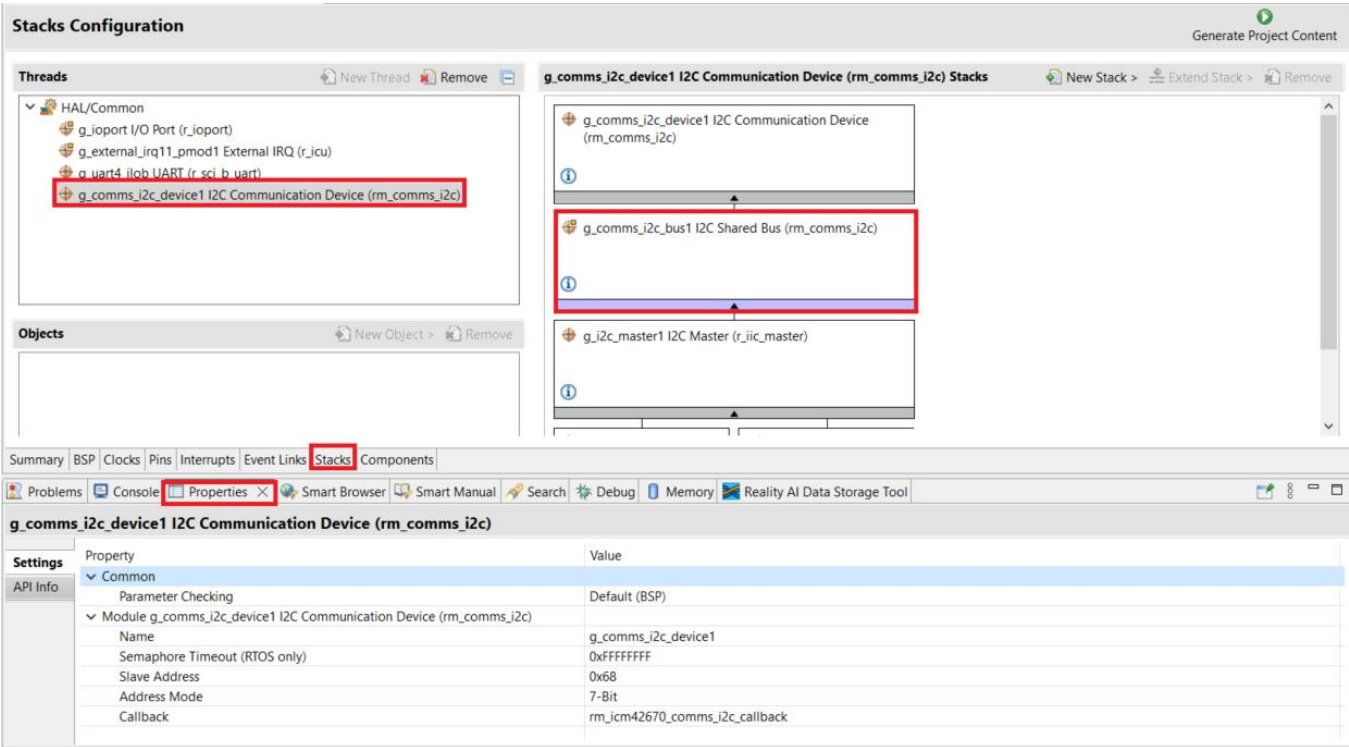 Stacks Configuration
Generate Project Content
Threads
New Thread
Remove
g_comms_i2c_device1 I2C Communication Device (rm_comms_i2c) Stacks
New Stack >
Extend Stack >
Remove
HAL/Common
g_ioport I/O Port (r_ioport)
g_external_irq11_pmod1 External IRQ (r_icu)
g_uart4_jlob UART (r_sci_b_uart)
g_comms_i2c_device1 I2C Communication Device (rm_comms_i2c)
g_comms_i2c_device1 I2C Communication Device
(rm_comms_i2c)
g_comms_i2c_bus1 I2C Shared Bus (rm_comms_i2c)
g_i2c_master1 I2C Master (r_iic_master)
Objects
New Object >
Remove
Summary BSP Clocks Pins Interrupts Event Links Stacks Components
Problems Console Properties Smart Browser Smart Manual Search Debug Memory Reality AI Data Storage Tool
g_comms_i2c_device1 I2C Communication Device (rm_comms_i2c)
Settings
API Info
Property Value
Common
Parameter Checking Default (BSP)
Module g_comms_i2c_device1 I2C Communication Device (rm_comms_i2c)
Name g_comms_i2c_device1
Semaphore Timeout (RTOS only) 0xFFFFFFFF
Slave Address 0x68
Address Mode 7-Bit
Callback rm_icm42670_comms_i2c_callback